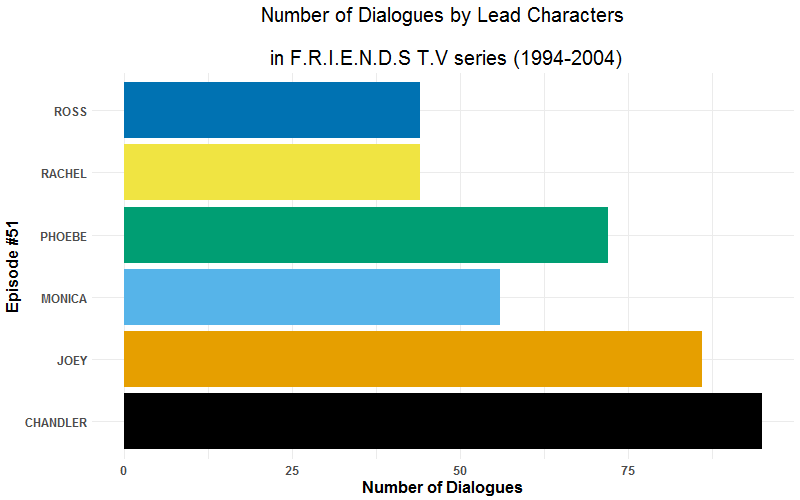 Number of Dialogues by Lead Characters
in F.R.I.E.N.D.S T.V series (1994-2004)
Episode #51
ROSS
RACHEL
PHOEBE
MONICA
JOEY
CHANDLER
0 25 50 75
Number of Dialogues